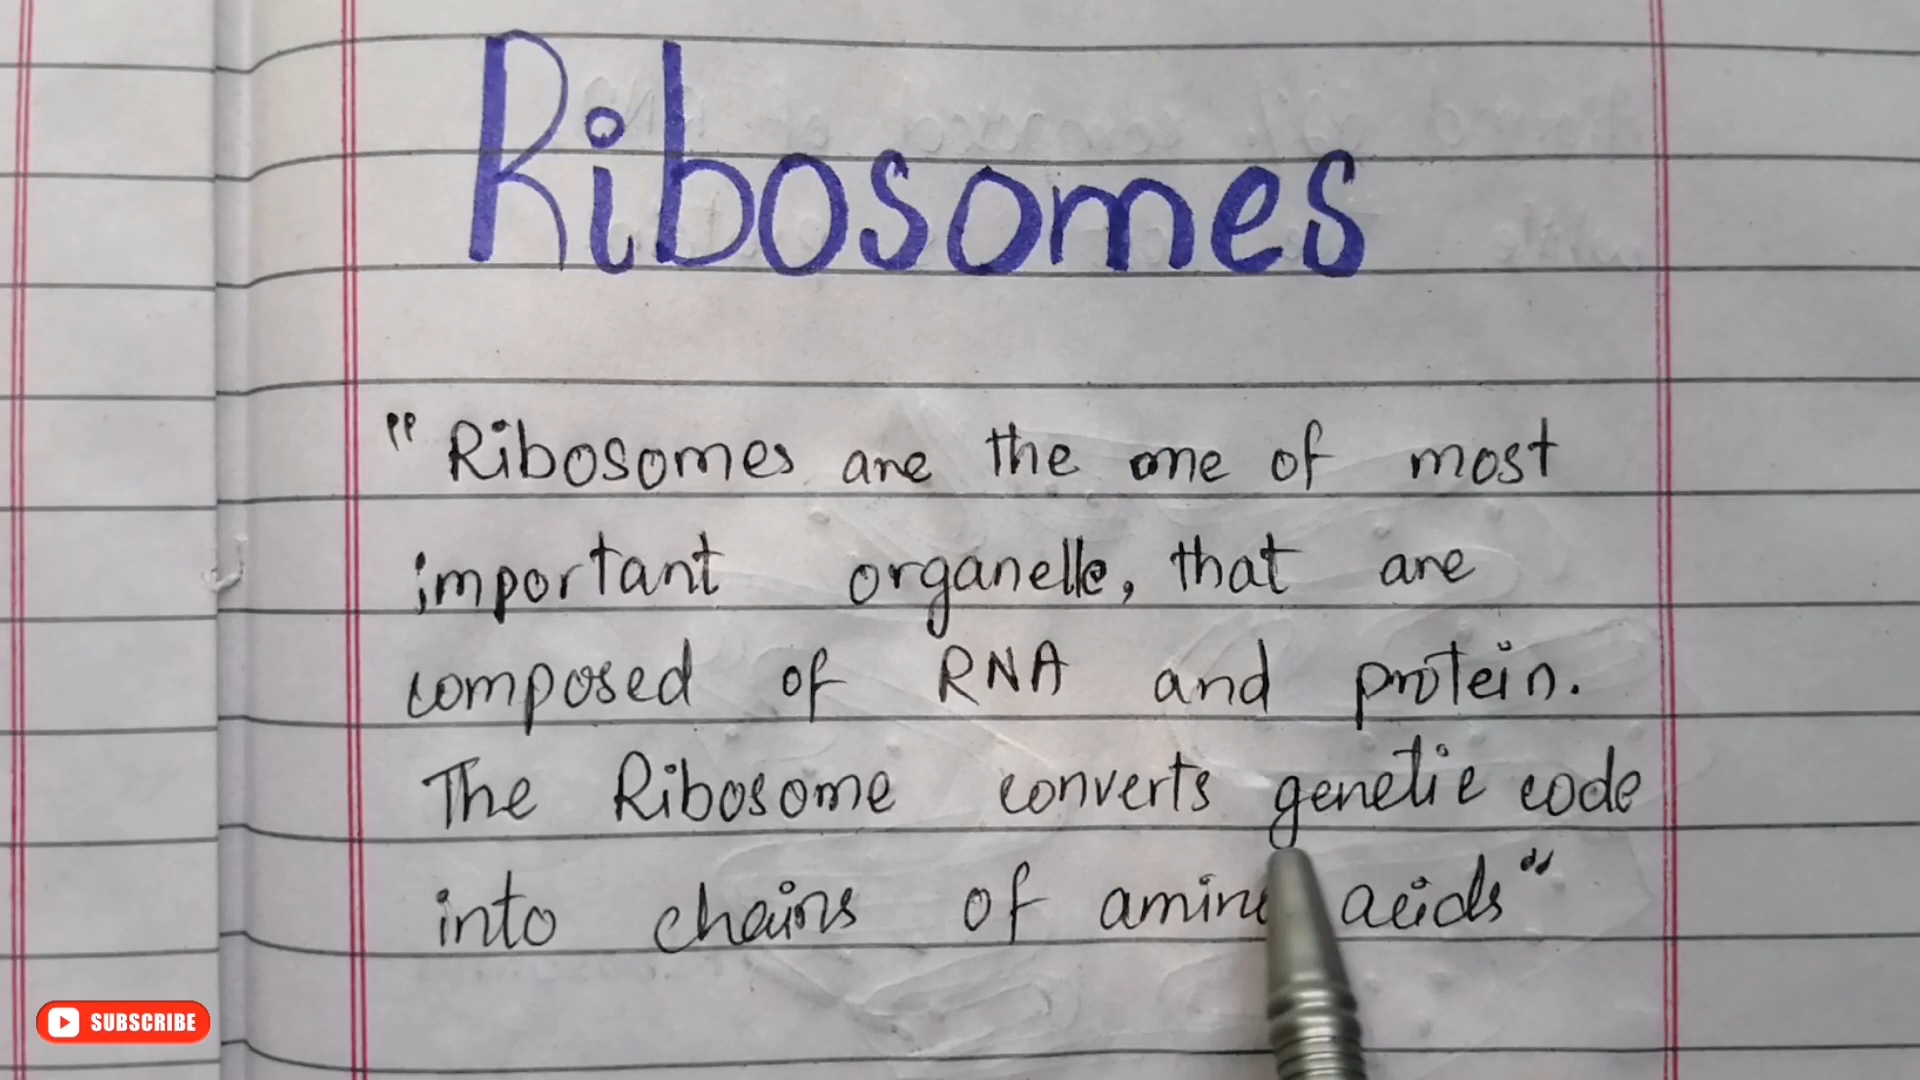 Ribosomes
"Ribosomes are the one of most
important organelle, that are
composed of RNA and protein.
The Ribosome converts genetic code
into chains of amino acids"
SUBSCRIBE